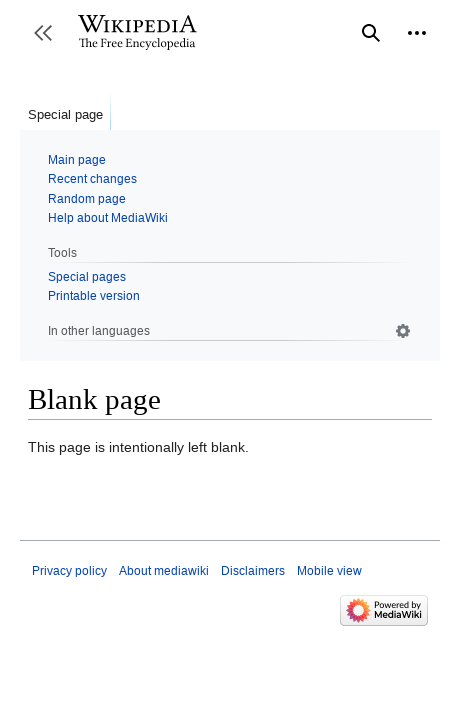 WIKIPEDIA
The Free Encyclopedia
Special page
Main page
Recent changes
Random page
Help about MediaWiki
Tools
Special pages
Printable version
In other languages
Blank page
This page is intentionally left blank.
Privacy policy About mediawiki Disclaimers Mobile view
Powered by
MediaWiki